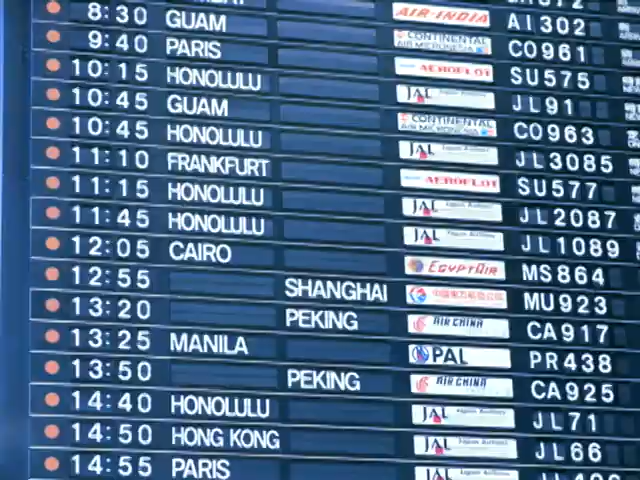 AIR-INDIA AI302
8:30 GUAM CONTINENTAL AIR MICRONESIA CO961
9:40 PARIS AEROFLOT SU575
10:15 HONOLULU JAL JL91
10:45 GUAM CONTINENTAL AIR MICRONESIA CO963
10:45 HONOLULU JAL JL3085
11:10 FRANKFURT AEROFLOT SU577
11:15 HONOLULU JAL JL2087
11:45 HONOLULU JAL JL1089
12:05 CAIRO EGYPTAIR MS864
12:55 SHANGHAI MU923
13:20 PEKING AIR CHINA CA917
13:25 MANILA PAL PR438
13:50 PEKING AIR CHINA CA925
14:40 HONOLULU JAL JL71
14:50 HONG KONG JAL JL66
14:55 PARIS JAL